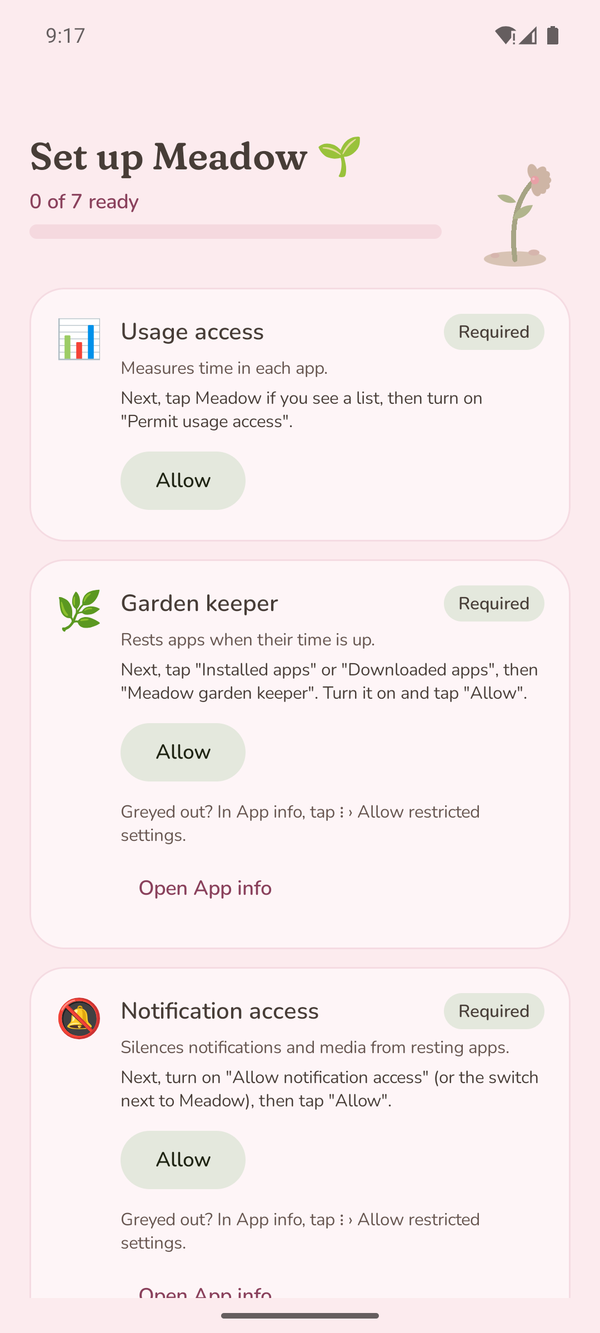 9:17
Set up Meadow 🌱
0 of 7 ready
Usage access
Required
Measures time in each app.
Next, tap Meadow if you see a list, then turn on
"Permit usage access".
Allow
Garden keeper
Required
Rests apps when their time is up.
Next, tap "Installed apps" or "Downloaded apps", then
"Meadow garden keeper". Turn it on and tap "Allow".
Allow
Greyed out? In App info, tap ⋮ › Allow restricted
settings.
Open App info
Notification access
Required
Silences notifications and media from resting apps.
Next, turn on "Allow notification access" (or the switch
next to Meadow), then tap "Allow".
Allow
Greyed out? In App info, tap ⋮ › Allow restricted
settings.
Open App info